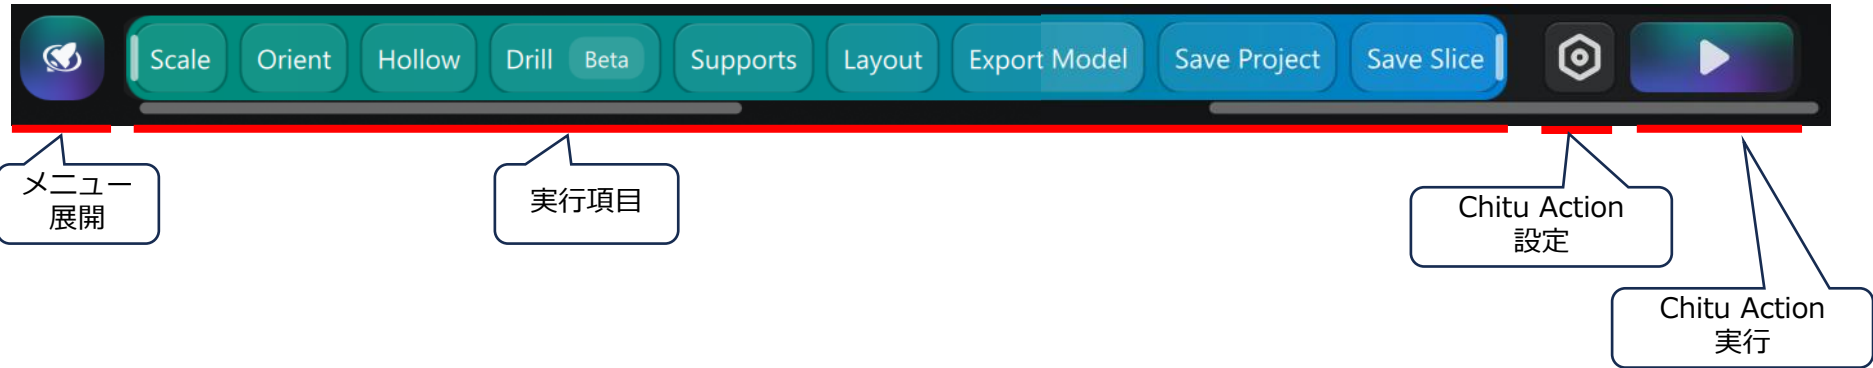 Scale Orient Hollow Drill Beta Supports Layout Export Model Save Project Save Slice
メニュー
展開
実行項目
Chitu Action
設定
Chitu Action
実行